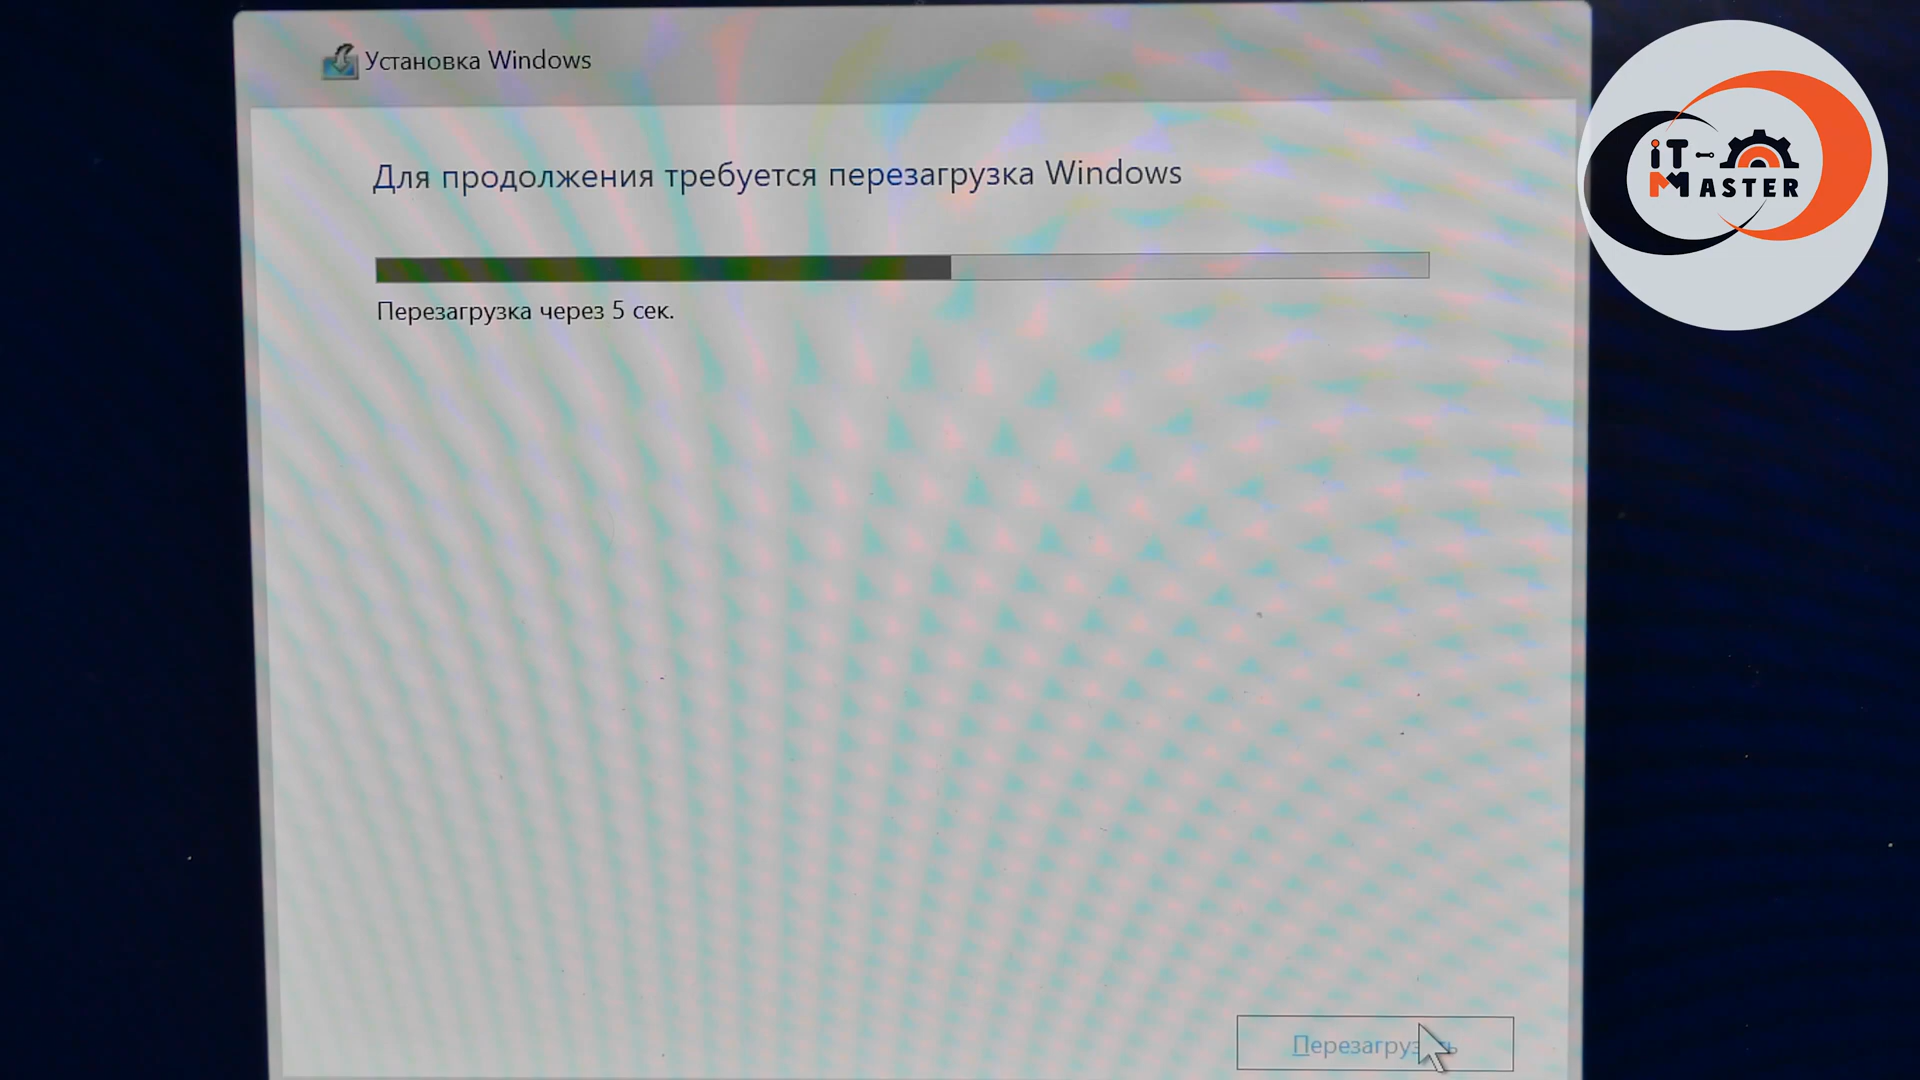 Установка Windows
Для продолжения требуется перезагрузка Windows
Перезагрузка через 5 сек.
iT-
MASTER